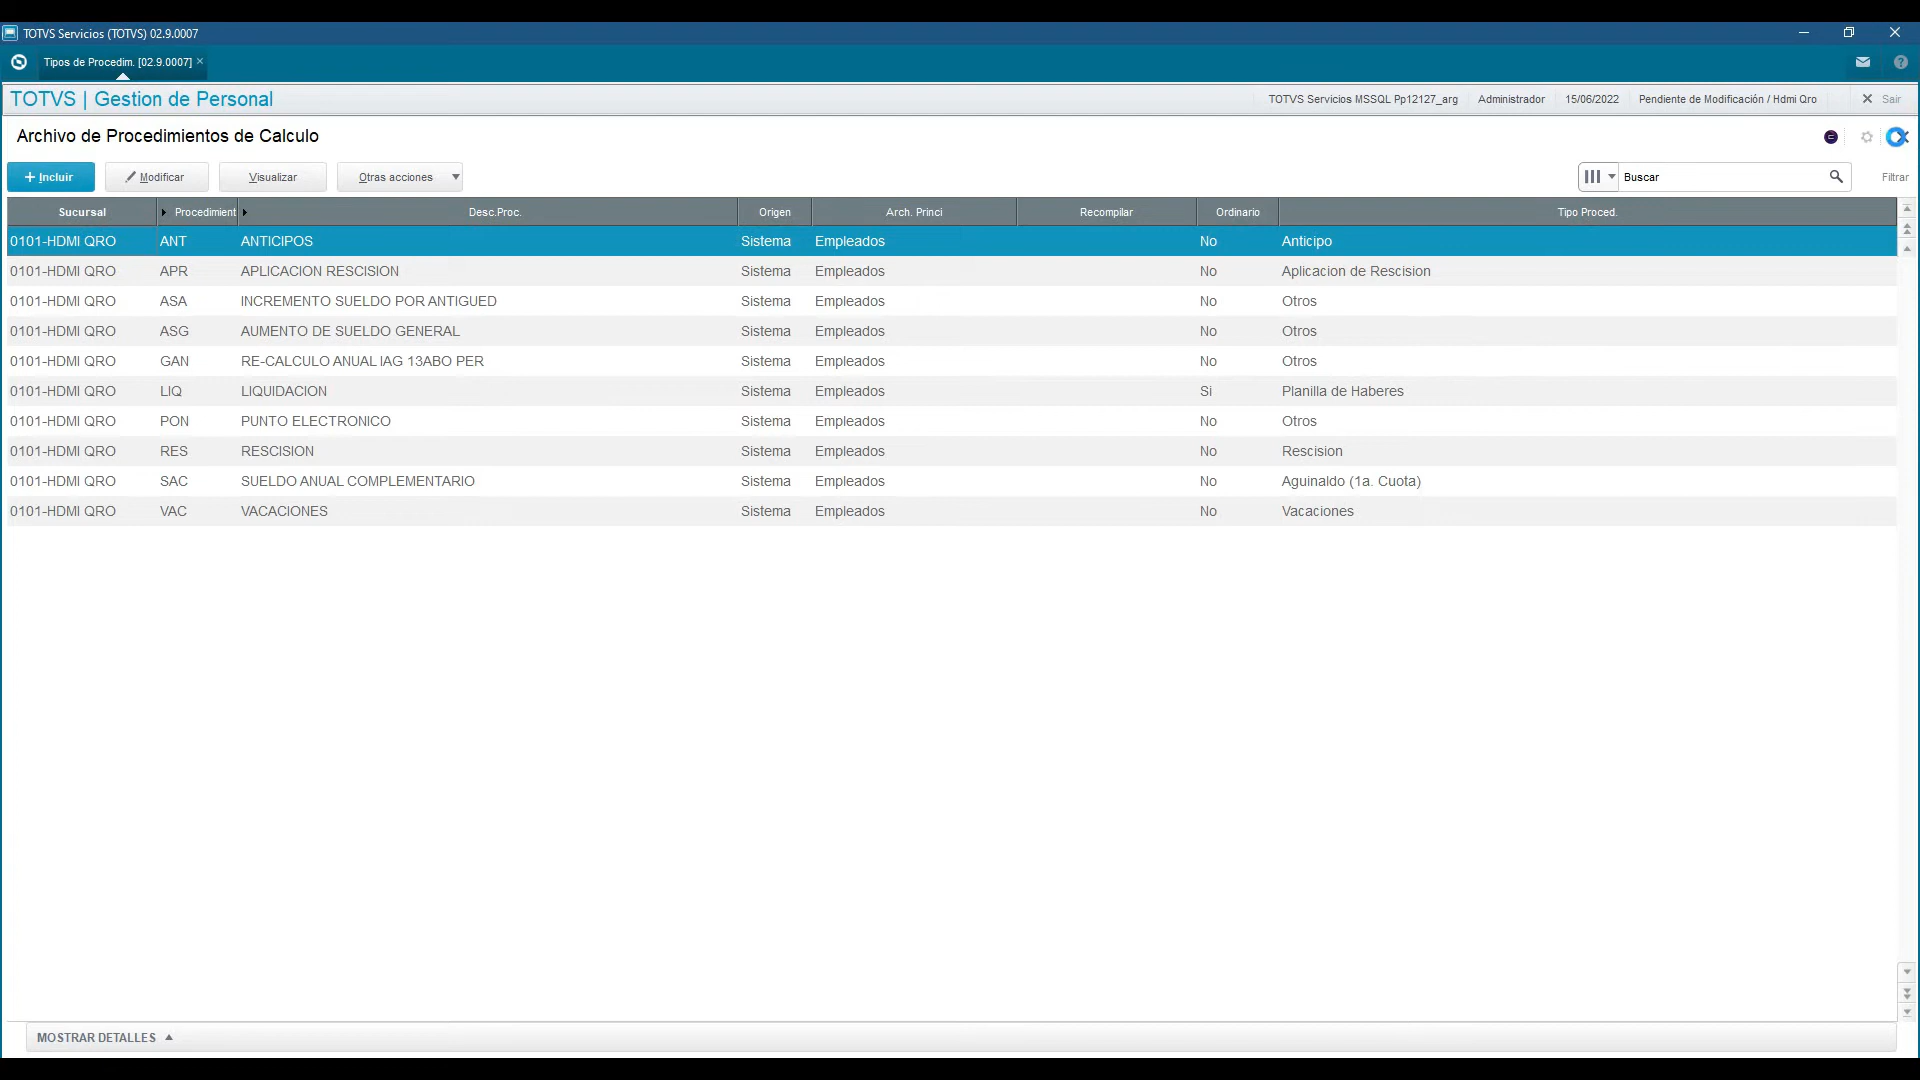 TOTVS Servicios (TOTVS) 02.9.0007
Tipos de Procedim. [02.9.0007]
TOTVS | Gestion de Personal
TOTVS Servicios MSSQL Pp12127_arg Administrador 15/06/2022 Pendiente de Modificación / Hdmi Qro Sair
Archivo de Procedimientos de Calculo
Incluir Modificar Visualizar Otras acciones Buscar Filtrar
Sucursal Procedimient Desc.Proc. Origen Arch. Princi Recompilar Ordinario Tipo Proced.
0101-HDMI QRO ANT ANTICIPOS Sistema Empleados No Anticipo
0101-HDMI QRO APR APLICACION RESCISION Sistema Empleados No Aplicacion de Rescision
0101-HDMI QRO ASA INCREMENTO SUELDO POR ANTIGUED Sistema Empleados No Otros
0101-HDMI QRO ASG AUMENTO DE SUELDO GENERAL Sistema Empleados No Otros
0101-HDMI QRO GAN RE-CALCULO ANUAL IAG 13ABO PER Sistema Empleados No Otros
0101-HDMI QRO LIQ LIQUIDACION Sistema Empleados Si Planilla de Haberes
0101-HDMI QRO PON PUNTO ELECTRONICO Sistema Empleados No Otros
0101-HDMI QRO RES RESCISION Sistema Empleados No Rescision
0101-HDMI QRO SAC SUELDO ANUAL COMPLEMENTARIO Sistema Empleados No Aguinaldo (1a. Cuota)
0101-HDMI QRO VAC VACACIONES Sistema Empleados No Vacaciones
MOSTRAR DETALLES